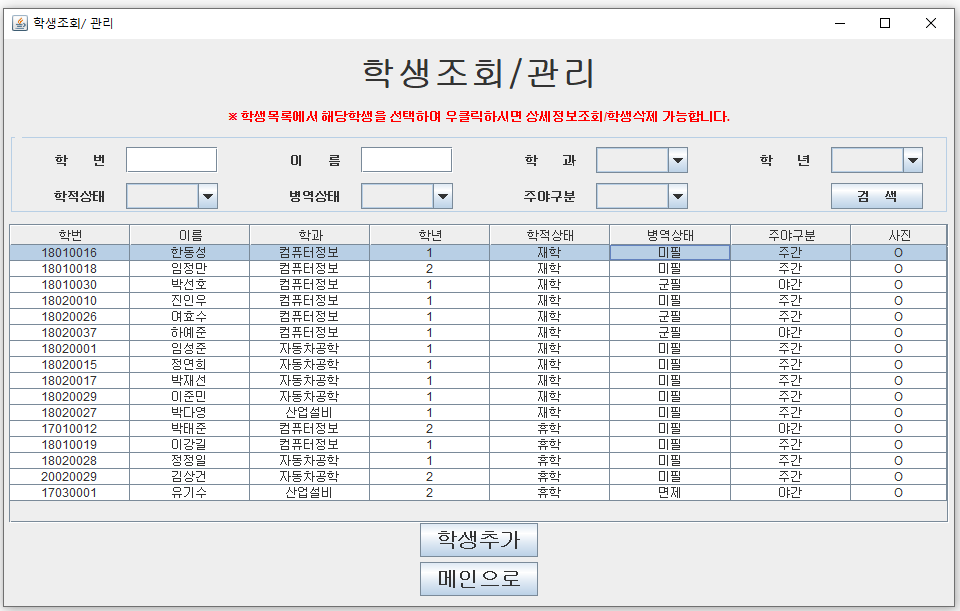 학생조회/ 관리
학생조회/관리
※ 학생목록에서 해당학생을 선택하여 우클릭하시면 상세정보조회/학생삭제 가능합니다.
학 번 이 름 학 과 학 년
학적상태 병역상태 주야구분 검 색
학번 이름 학과 학년 학적상태 병역상태 주야구분 사진
18010016 한동성 컴퓨터정보 1 재학 미필 주간 O
18010018 임정만 컴퓨터정보 2 재학 미필 주간 O
18010030 박선호 컴퓨터정보 1 재학 군필 야간 O
18020010 진인우 컴퓨터정보 1 재학 미필 주간 O
18020026 여효수 컴퓨터정보 1 재학 군필 주간 O
18020037 하예준 컴퓨터정보 1 재학 군필 야간 O
18020001 임성준 자동차공학 1 재학 미필 주간 O
18020015 정연희 자동차공학 1 재학 미필 주간 O
18020017 박재선 자동차공학 1 재학 미필 주간 O
18020029 이준민 자동차공학 1 재학 미필 주간 O
18020027 박다영 산업설비 1 재학 미필 주간 O
17010012 박태준 컴퓨터정보 2 휴학 미필 야간 O
18010019 이강길 컴퓨터정보 1 휴학 미필 주간 O
18020028 정정일 자동차공학 1 휴학 미필 주간 O
20020029 김상건 자동차공학 2 휴학 미필 주간 O
17030001 유기수 산업설비 2 휴학 면제 야간 O
학생추가
메인으로